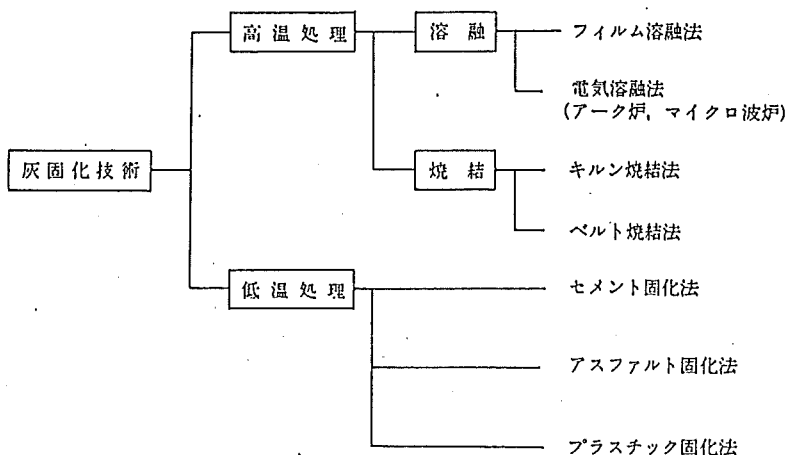 高温処理
溶融
フィルム溶融法
電気溶融法
(アーク炉，マイクロ波炉)
灰固化技術
焼結
キルン焼結法
ベルト焼結法
低温処理
セメント固化法
アスファルト固化法
プラスチック固化法